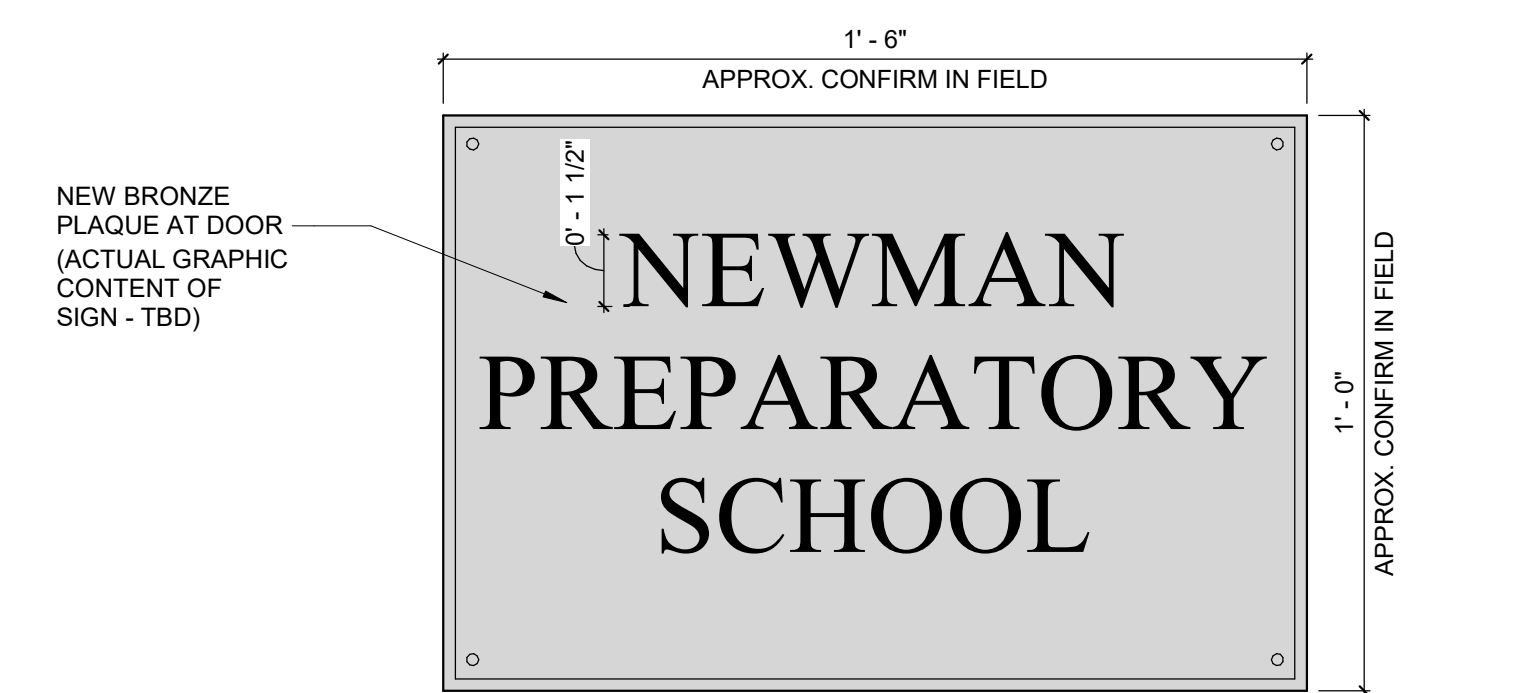 1' - 6"
APPROX. CONFIRM IN FIELD
NEW BRONZE
PLAQUE AT DOOR
(ACTUAL GRAPHIC
CONTENT OF
SIGN - TBD)
0' - 1 1/2"
NEWMAN
PREPARATORY
SCHOOL
1' - 0"
APPROX. CONFIRM IN FIELD